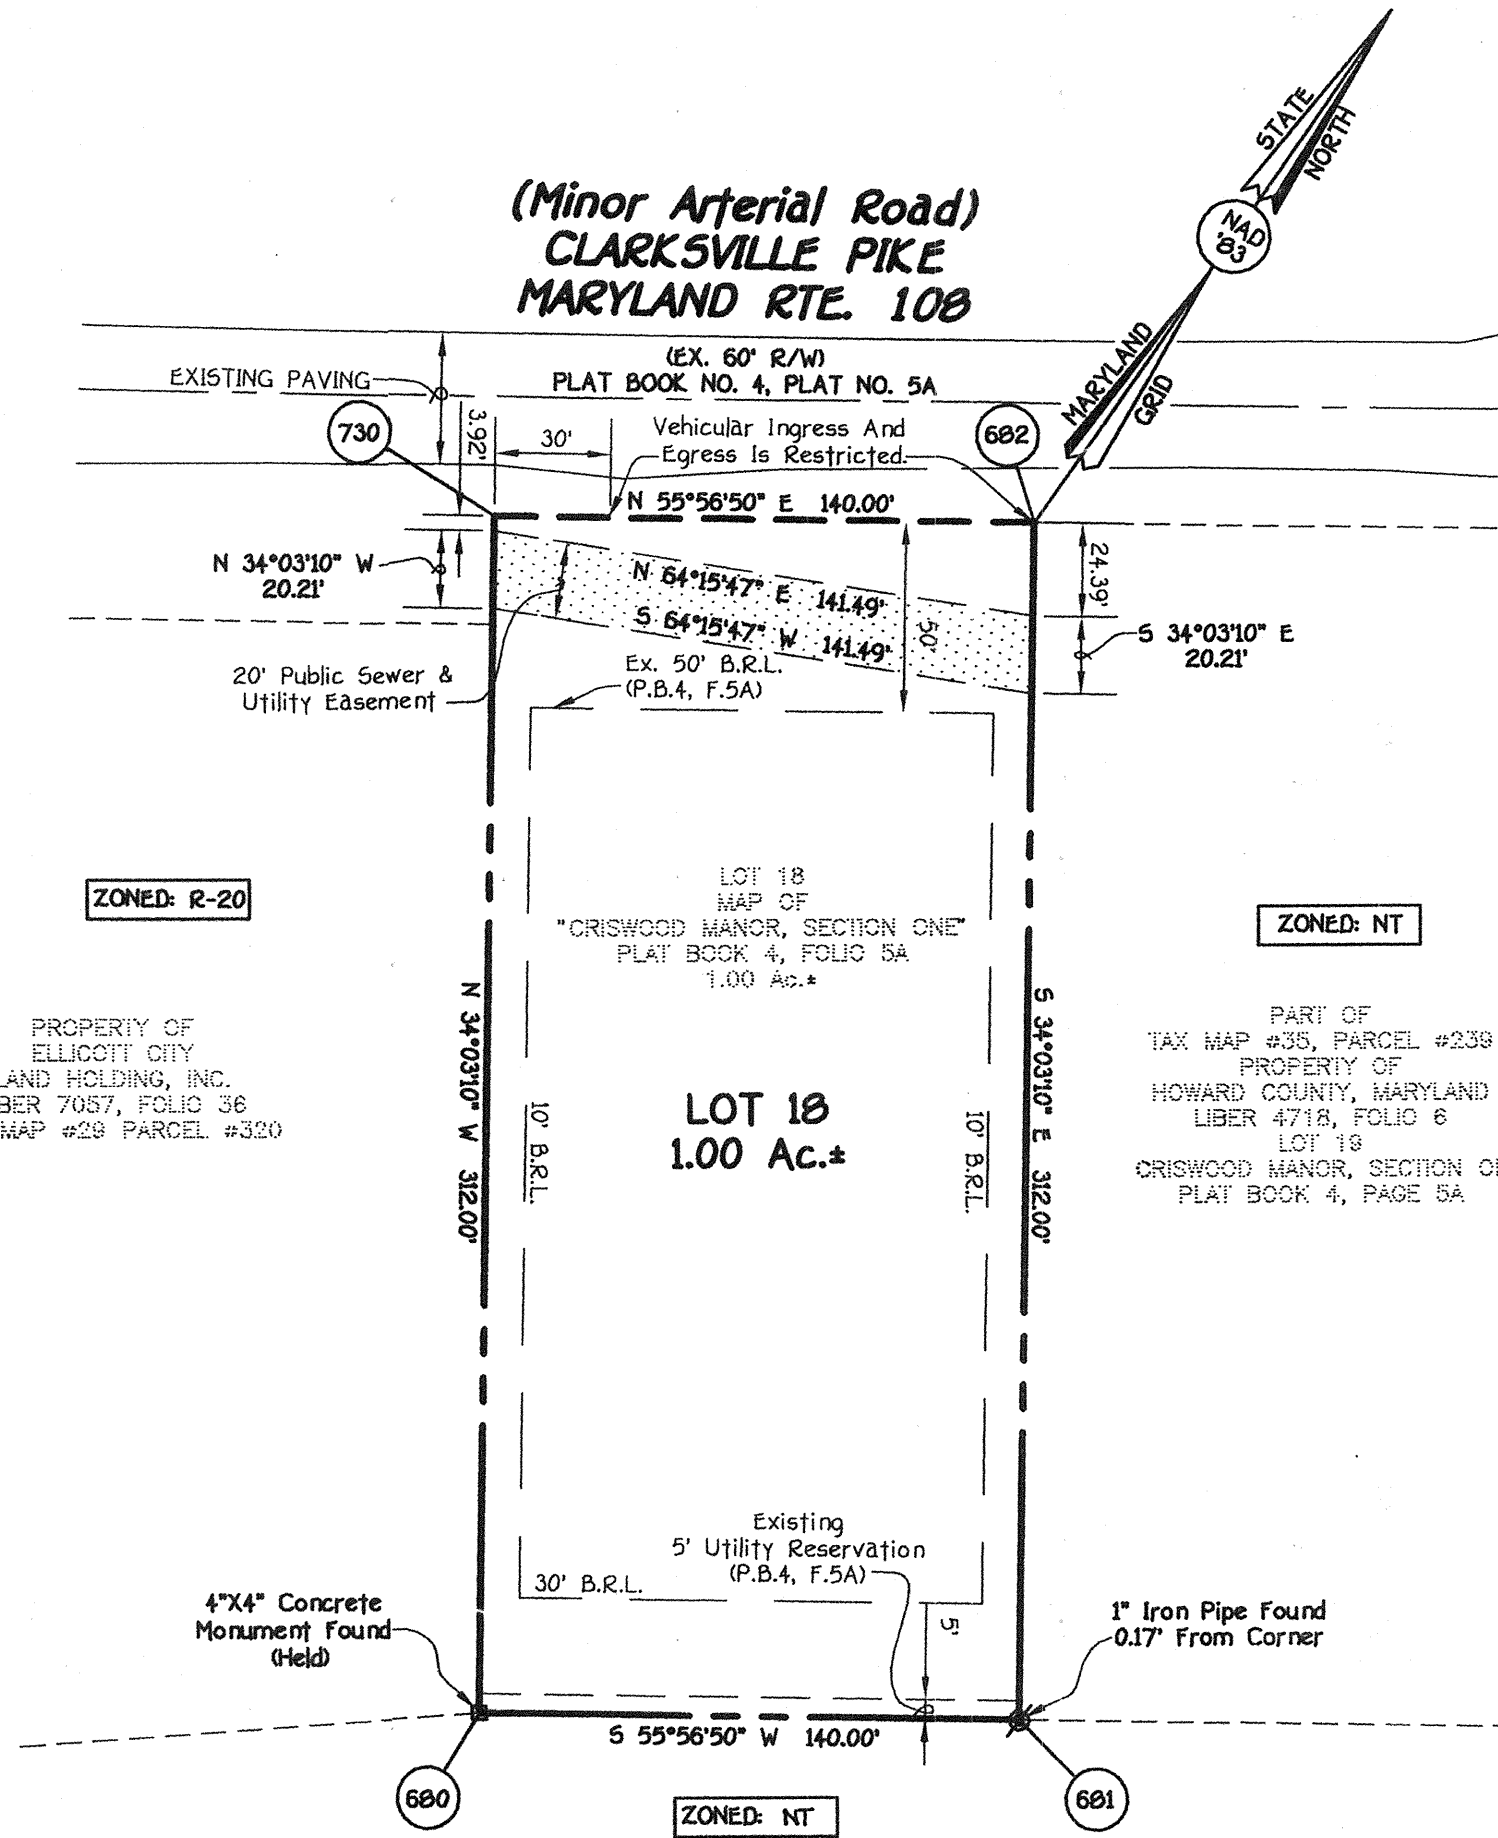 STATE
NORTH
NAD
'83
MARYLAND
GRID
(Minor Arterial Road)
CLARKSVILLE PIKE
MARYLAND RTE. 108
(EX. 60' R/W)
PLAT BOOK NO. 4, PLAT NO. 5A
EXISTING PAVING
730
3.92'
30'
Vehicular Ingress And
Egress Is Restricted.
682
N 55°56'50" E 140.00'
N 34°03'10" W
20.21'
N 64°15'47" E 141.49'
S 64°15'47" W 141.49'
50'
24.39'
S 34°03'10" E
20.21'
20' Public Sewer &
Utility Easement
Ex. 50' B.R.L.
(P.B.4, F.5A)
ZONED: R-20
LOT 18
MAP OF
"CRISWOOD MANOR, SECTION ONE"
PLAT BOOK 4, FOLIO 5A
1.00 Ac.±
ZONED: NT
PROPERTY OF
ELLICOTT CITY
LAND HOLDING, INC.
BER 7057, FOLIO 36
MAP #29 PARCEL #320
N 34°03'10" W 312.00'
10' B.R.L.
LOT 18
1.00 Ac.±
10' B.R.L.
S 34°03'10" E 312.00'
PART OF
TAX MAP #35, PARCEL #239
PROPERTY OF
HOWARD COUNTY, MARYLAND
LIBER 4718, FOLIO 6
LOT 19
CRISWOOD MANOR, SECTION
PLAT BOOK 4, PAGE 5A
Existing
5' Utility Reservation
(P.B.4, F.5A)
30' B.R.L.
5'
4"X4" Concrete
Monument Found
(Held)
1" Iron Pipe Found
0.17' From Corner
S 55°56'50" W 140.00'
680
681
ZONED: NT